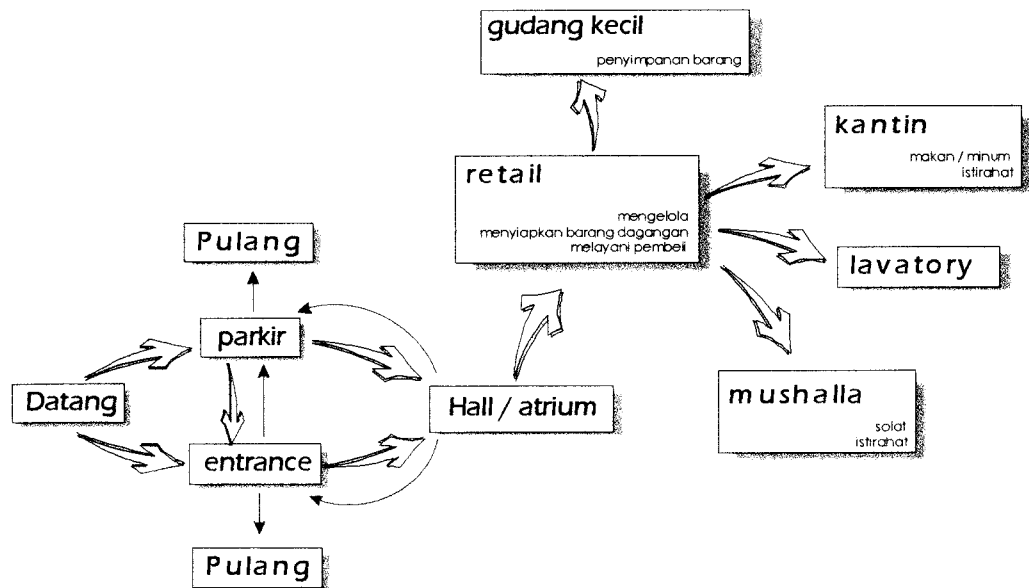 gudang kecil
penyimpanan barang
kantin
makan / minum
istirahat
retail
mengelola
menyiapkan barang dagangan
melayani pembeli
Pulang
lavatory
parkir
Datang
Hall / atrium
mushalla
solat
istirahat
entrance
Pulang